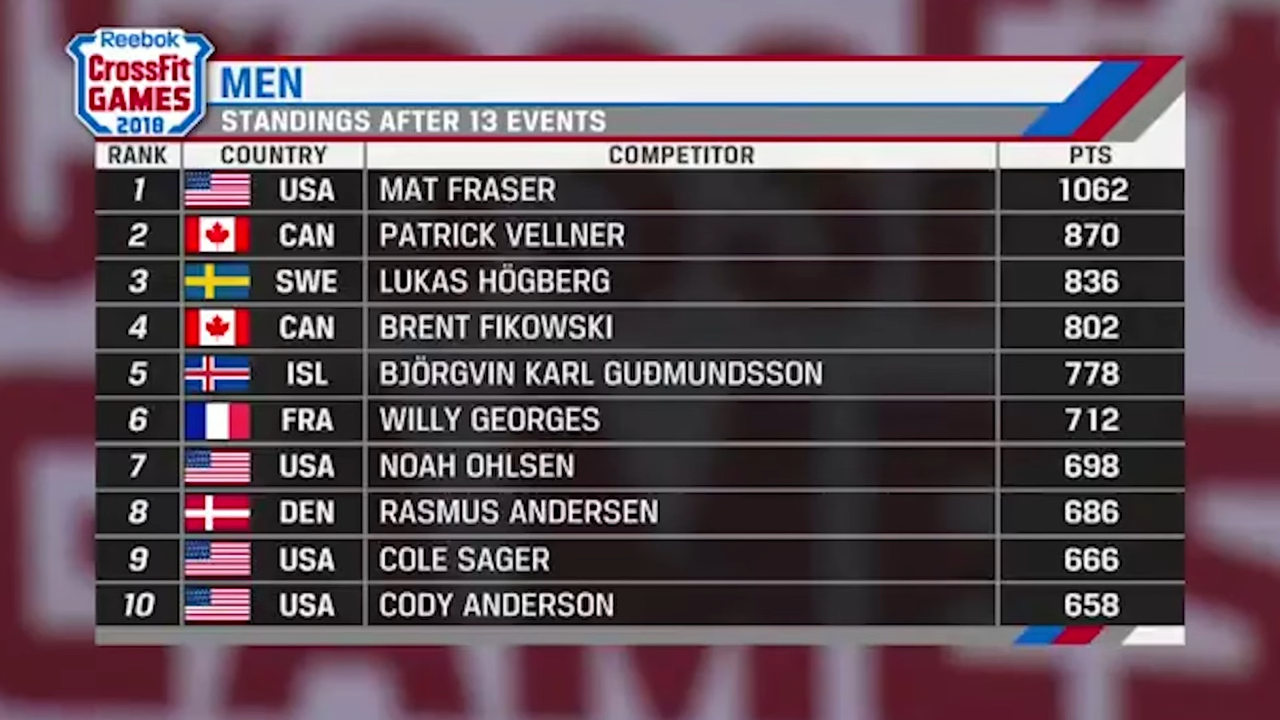 Reebok
CrossFit
GAMES
2018
MEN
STANDINGS AFTER 13 EVENTS
RANK COUNTRY COMPETITOR PTS
1 USA MAT FRASER 1062
2 CAN PATRICK VELLNER 870
3 SWE LUKAS HÖGBERG 836
4 CAN BRENT FIKOWSKI 802
5 ISL BJÖRGVIN KARL GUÐMUNDSSON 778
6 FRA WILLY GEORGES 712
7 USA NOAH OHLSEN 698
8 DEN RASMUS ANDERSEN 686
9 USA COLE SAGER 666
10 USA CODY ANDERSON 658